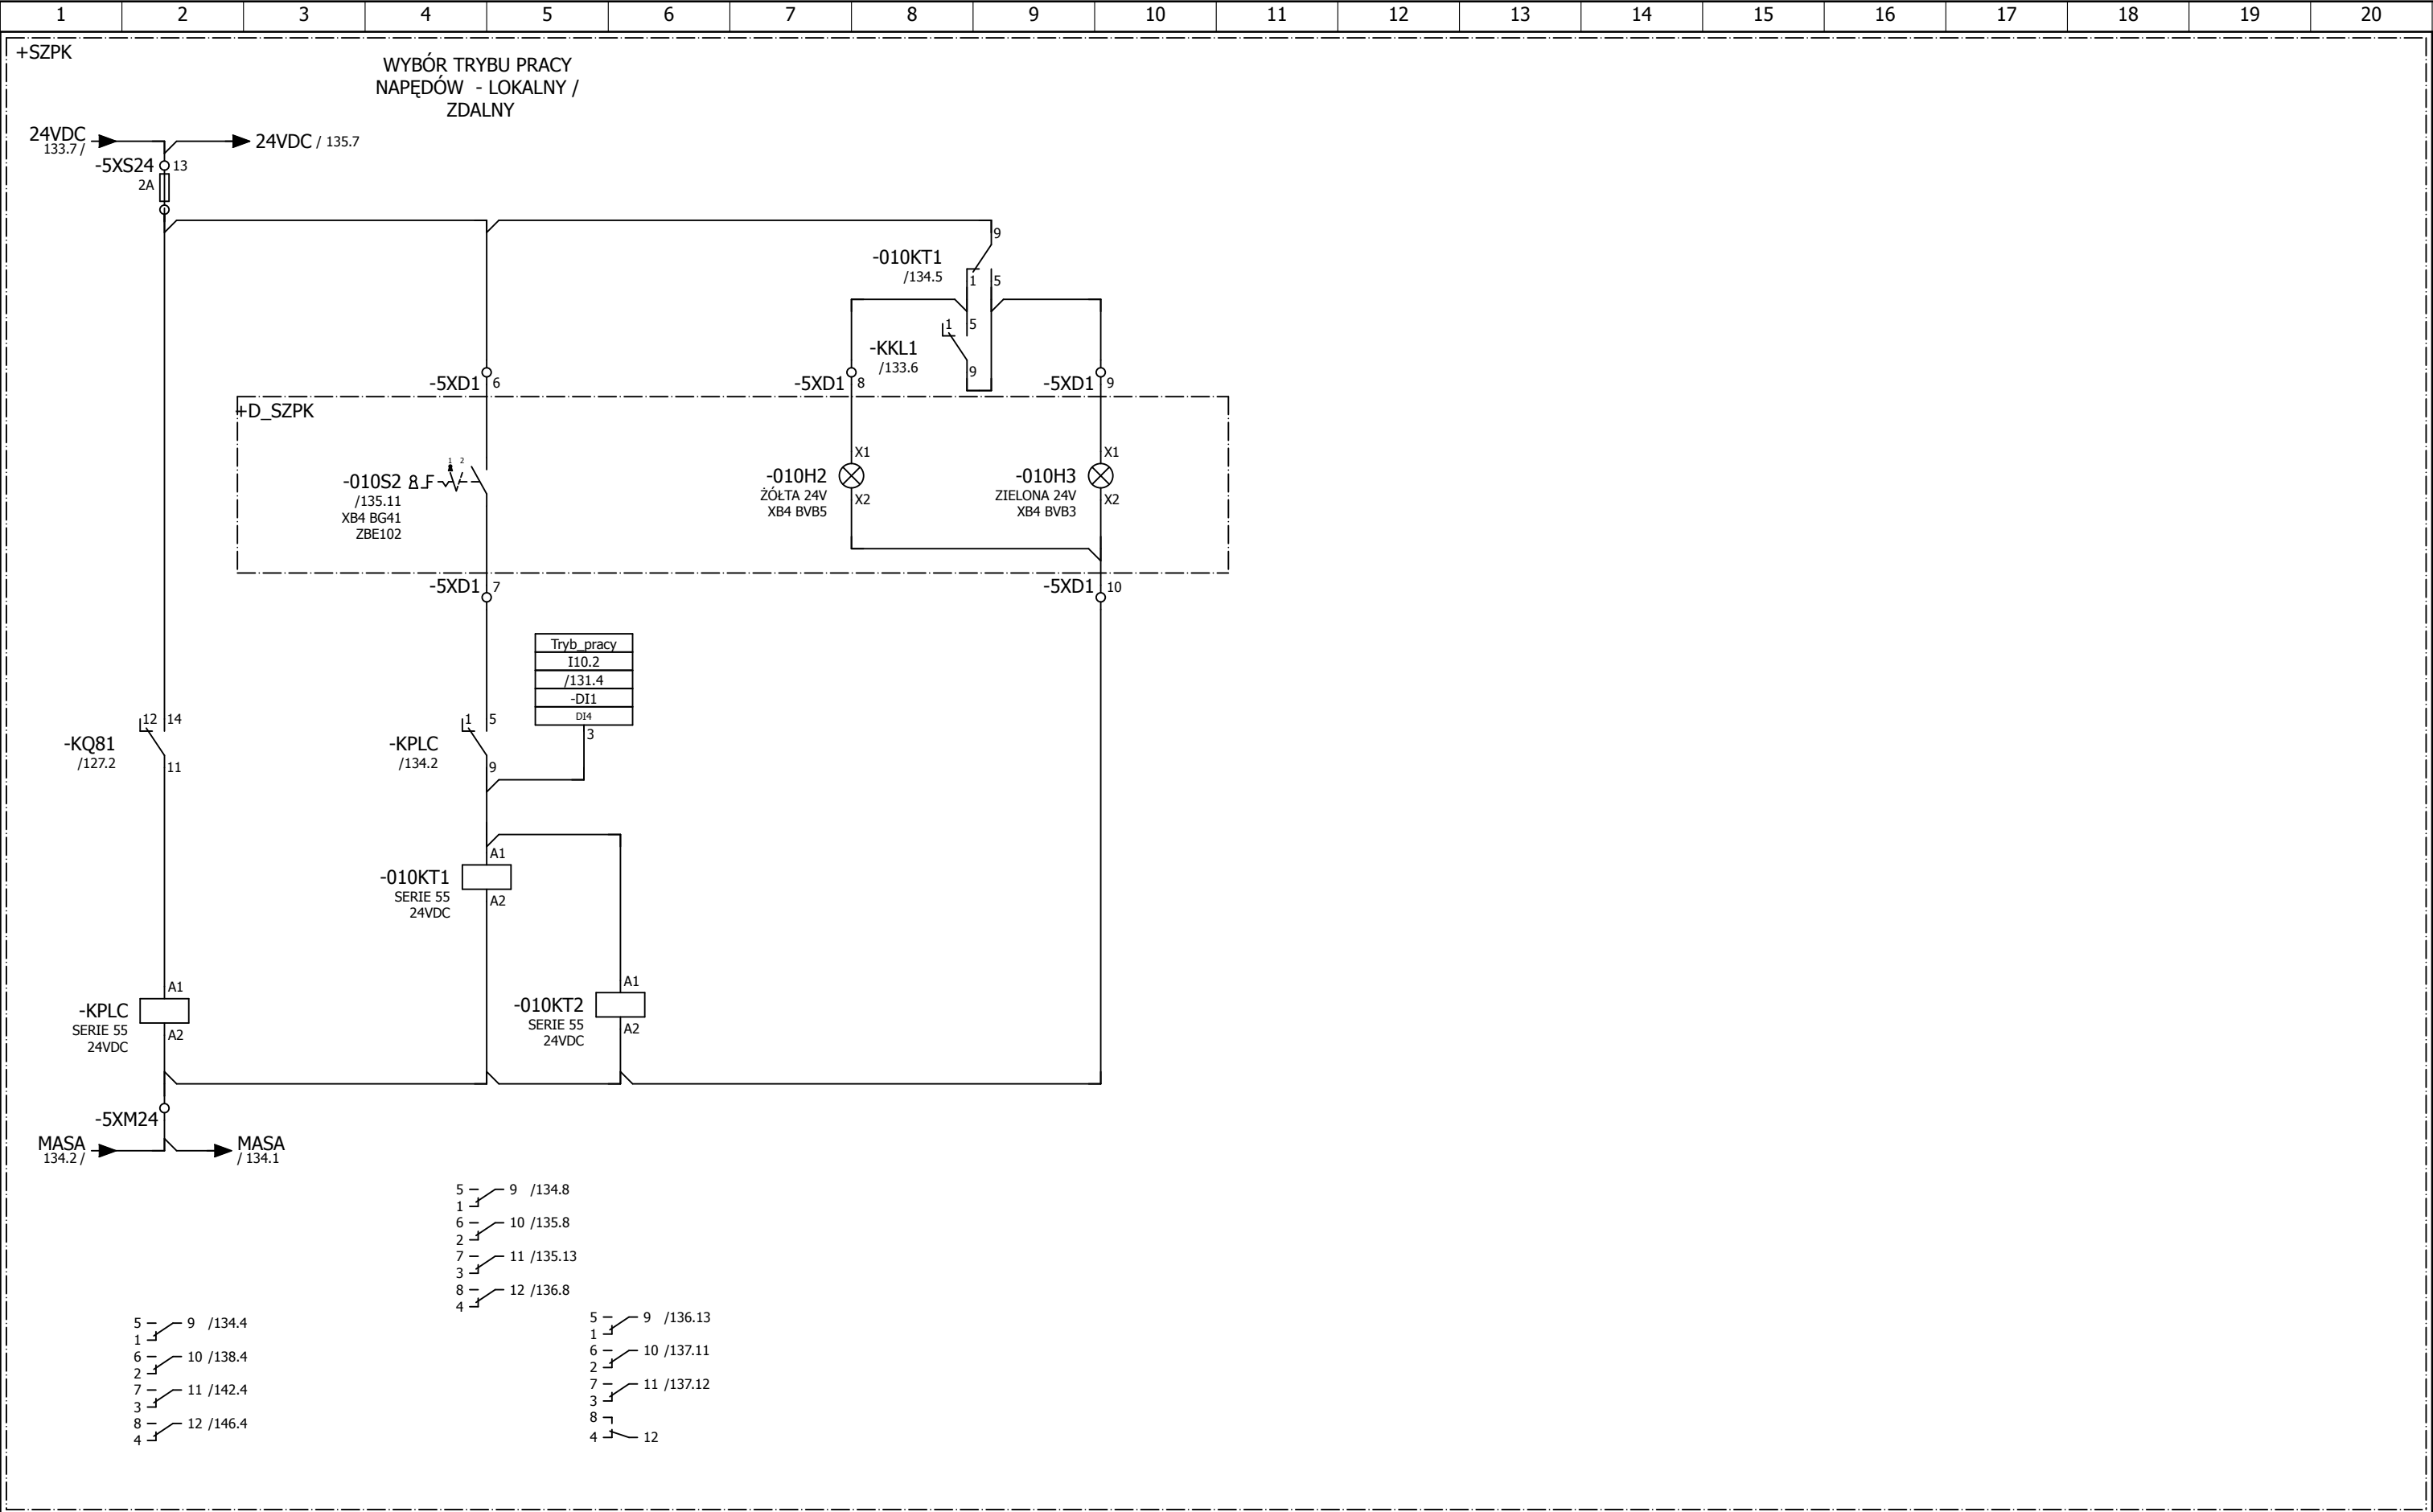 1 2 3 4 5 6 7 8 9 10 11 12 13 14 15 16 17 18 19 20
+SZPK
WYBÓR TRYBU PRACY
NAPĘDÓW - LOKALNY /
ZDALNY
24VDC
133.7 /
24VDC / 135.7
-5XS24
13
2A
9
-010KT1
/134.5
1
5
1
5
-KKL1
/133.6
9
-5XD1
6
-5XD1
8
-5XD1
9
+D_SZPK
1 2
-010S2
/135.11
XB4 BG41
ZBE102
X1
-010H2
ŻÓŁTA 24V
XB4 BVB5
X2
X1
-010H3
ZIELONA 24V
XB4 BVB3
X2
-5XD1
7
-5XD1
10
Tryb_pracy
I10.2
/131.4
-DI1
DI4
3
12
14
-KQ81
/127.2
11
1
5
-KPLC
/134.2
9
A1
-010KT1
SERIE 55
24VDC
A2
A1
-KPLC
SERIE 55
24VDC
A2
A1
-010KT2
SERIE 55
24VDC
A2
-5XM24
MASA
134.2 /
MASA
/ 134.1
5 9 /134.8
1
6 10 /135.8
2
7 11 /135.13
3
8 12 /136.8
4
5 9 /134.4
1
6 10 /138.4
2
7 11 /142.4
3
8 12 /146.4
4
5 9 /136.13
1
6 10 /137.11
2
7 11 /137.12
3
8
4 12